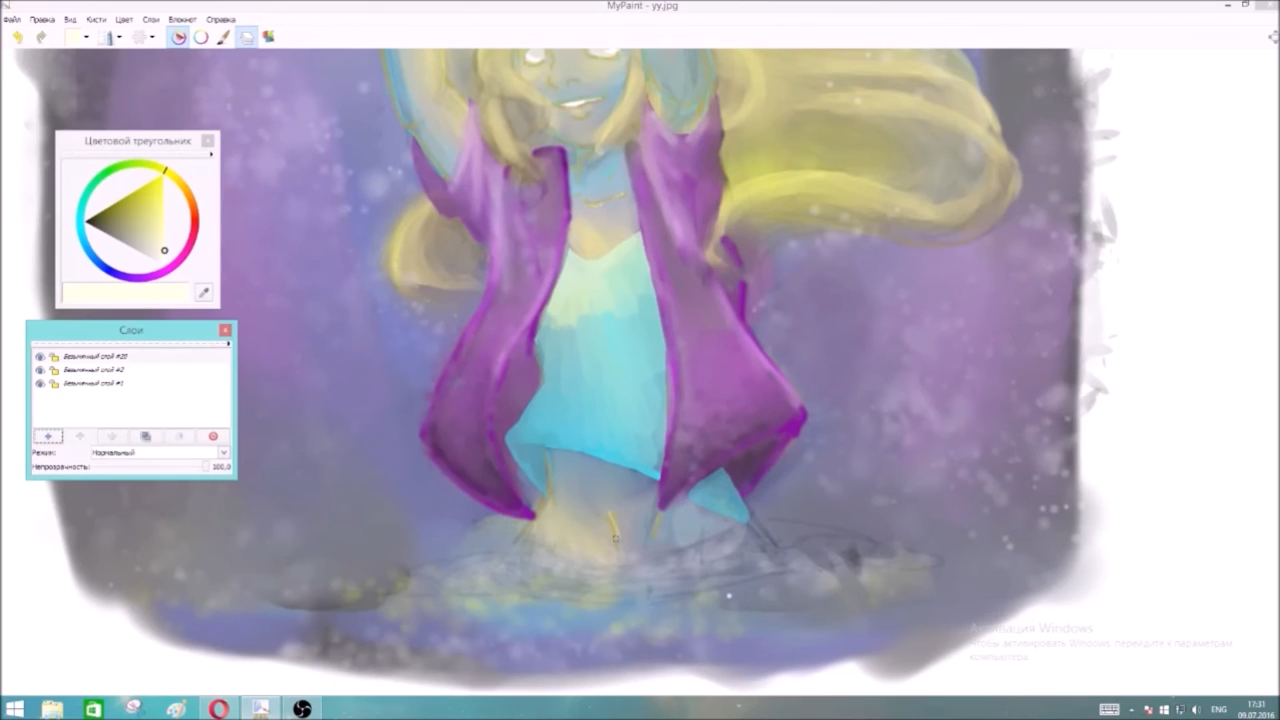 MyPaint - yy.jpg
Файл Правка Вид Кисти Цвет Слои Блокнот Справка
Цветовой треугольник
Слои
Безымянный слой #20
Безымянный слой #2
Безымянный слой #1
Режим: Нормальный
Непрозрачность: 100,0
Активация Windows
Чтобы активировать Windows, перейдите к параметрам
компьютера.
ENG
17:31
09.07.2016